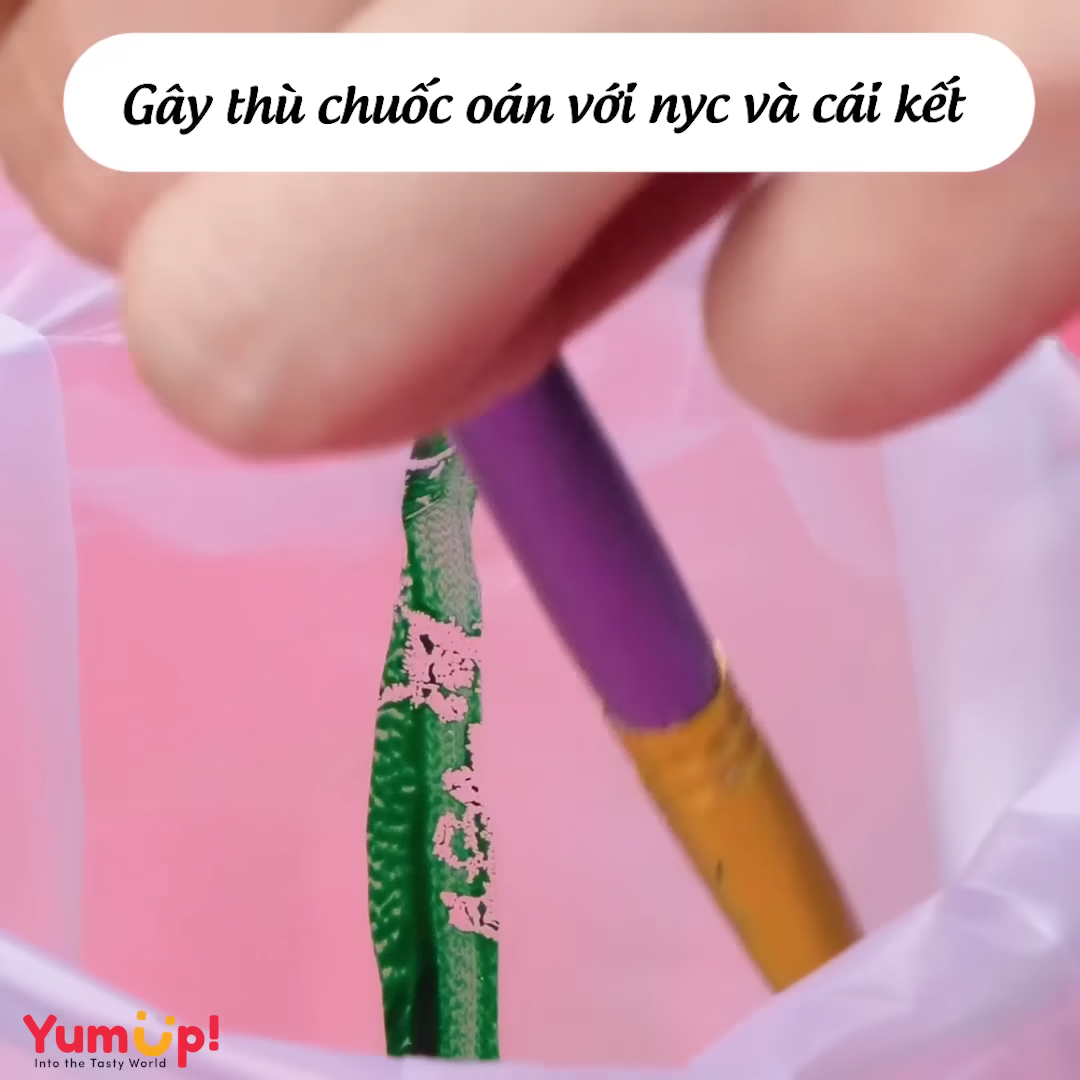 Gây thù chuốc oán với nyc và cái kết
YumUp!
Into the Tasty World